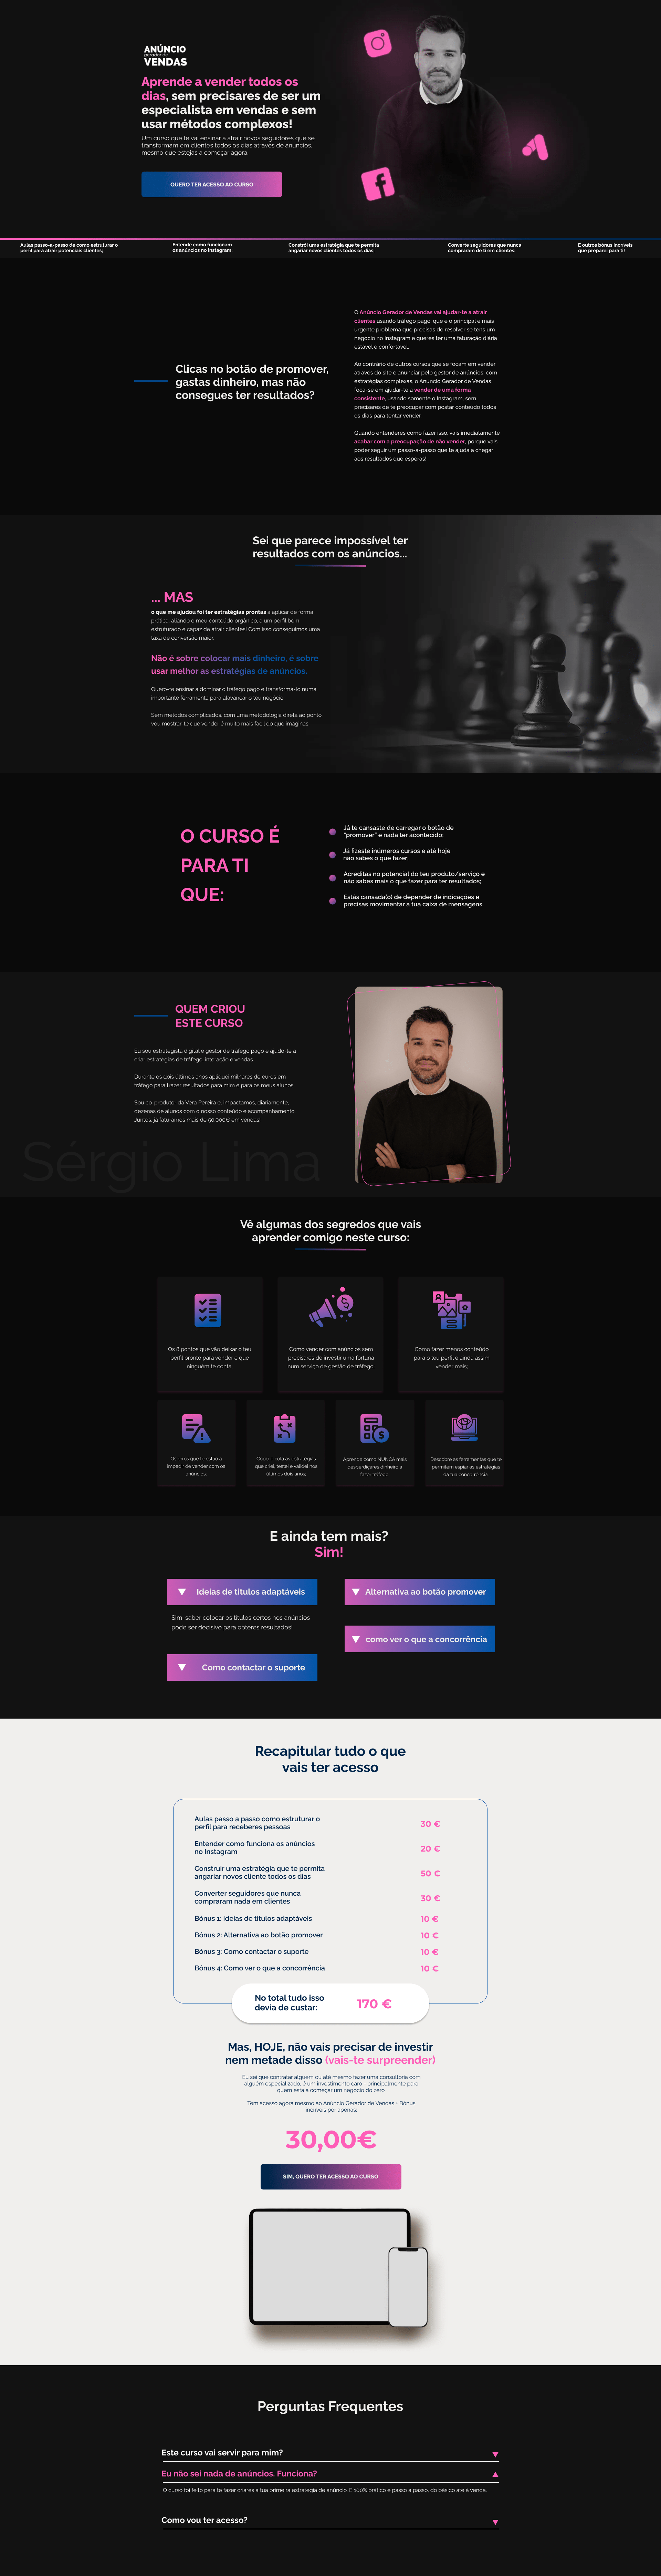 ANÚNCIO
gerador de
VENDAS
Aprende a vender todos os
dias, sem precisares de ser um
especialista em vendas e sem
usar métodos complexos!
Um curso que te vai ensinar a atrair novos seguidores que se
transformam em clientes todos os dias através de anúncios,
mesmo que estejas a começar agora.
QUERO TER ACESSO AO CURSO
Aulas passo-a-passo de como estruturar o
perfil para atrair potenciais clientes;
Entende como funcionam
os anúncios no Instagram;
Constrói uma estratégia que te permita
angariar novos clientes todos os dias;
Converte seguidores que nunca
compraram de ti em clientes;
E outros bónus incríveis
que preparei para ti!
Clicas no botão de promover,
gastas dinheiro, mas não
consegues ter resultados?
O Anúncio Gerador de Vendas vai ajudar-te a atrair
clientes usando tráfego pago, que é o principal e mais
urgente problema que precisas de resolver se tens um
negócio no Instagram e queres ter uma faturação diária
estável e confortável.
Ao contrário de outros cursos que se focam em vender
através do site e anunciar pelo gestor de anúncios, com
estratégias complexas, o Anúncio Gerador de Vendas
foca-se em ajudar-te a vender de uma forma
consistente, usando somente o Instagram, sem
precisares de te preocupar com postar conteúdo todos
os dias para tentar vender.
Quando entenderes como fazer isso, vais imediatamente
acabar com a preocupação de não vender, porque vais
poder seguir um passo-a-passo que te ajuda a chegar
aos resultados que esperas!
Sei que parece impossível ter
resultados com os anúncios...
... MAS
o que me ajudou foi ter estratégias prontas a aplicar de forma
prática, aliando o meu conteúdo orgânico, a um perfil bem
estruturado e capaz de atrair clientes! Com isso conseguimos uma
taxa de conversão maior.
Não é sobre colocar mais dinheiro, é sobre
usar melhor as estratégias de anúncios.
Quero-te ensinar a dominar o tráfego pago e transformá-lo numa
importante ferramenta para alavancar o teu negócio.
Sem métodos complicados, com uma metodologia direta ao ponto,
vou mostrar-te que vender é muito mais fácil do que imaginas.
O CURSO É
PARA TI
QUE:
Já te cansaste de carregar o botão de
"promover" e nada ter acontecido;
Já fizeste inúmeros cursos e até hoje
não sabes o que fazer;
Acreditas no potencial do teu produto/serviço e
não sabes mais o que fazer para ter resultados;
Estás cansada(o) de depender de indicações e
precisas movimentar a tua caixa de mensagens.
QUEM CRIOU
ESTE CURSO
Eu sou estrategista digital e gestor de tráfego pago e ajudo-te a
criar estratégias de tráfego, interação e vendas.
Durante os dois últimos anos apliquei milhares de euros em
tráfego para trazer resultados para mim e para os meus alunos.
Sou co-produtor da Vera Pereira e, impactamos, diariamente,
dezenas de alunos com o nosso conteúdo e acompanhamento.
Juntos, já faturamos mais de 50.000€ em vendas!
Sérgio Lima
Vê algumas dos segredos que vais
aprender comigo neste curso:
Os 8 pontos que vão deixar o teu
perfil pronto para vender e que
ninguém te conta;
Como vender com anúncios sem
precisares de investir uma fortuna
num serviço de gestão de tráfego;
Como fazer menos conteúdo
para o teu perfil e ainda assim
vender mais;
Os erros que te estão a
impedir de vender com os
anúncios;
Copia e cola as estratégias
que criei, testei e validei nos
últimos dois anos;
Aprende como NUNCA mais
desperdiçares dinheiro a
fazer tráfego;
Descobre as ferramentas que te
permitem espiar as estratégias
da tua concorrência
E ainda tem mais?
Sim!
Ideias de títulos adaptáveis
Alternativa ao botão promover
Sim, saber colocar os títulos certos nos anúncios
pode ser decisivo para obteres resultados!
como ver o que a concorrência
Como contactar o suporte
Recapitular tudo o que
vais ter acesso
Aulas passo a passo como estruturar o
perfil para receberes pessoas
30 €
Entender como funciona os anúncios
no Instagram
20 €
Construir uma estratégia que te permita
angariar novos cliente todos os dias
50 €
Converter seguidores que nunca
compraram nada em clientes
30 €
Bónus 1: Ideias de títulos adaptáveis
10 €
Bónus 2: Alternativa ao botão promover
10 €
Bónus 3: Como contactar o suporte
10 €
Bónus 4: Como ver o que a concorrência
10 €
No total tudo isso
devia de custar:
170 €
Mas, HOJE, não vais precisar de investir
nem metade disso (vais-te surpreender)
Eu sei que contratar alguem ou até mesmo fazer uma consultoria com
alguém especializado, é um investimento caro - principalmente para
quem esta a começar um negócio do zero.
Tem acesso agora mesmo ao Anúncio Gerador de Vendas + Bónus
incríveis por apenas:
30,00€
SIM, QUERO TER ACESSO AO CURSO
Perguntas Frequentes
Este curso vai servir para mim?
Eu não sei nada de anúncios. Funciona?
O curso foi feito para te fazer criares a tua primeira estratégia de anúncio. É 100% prático e passo a passo, do básico até à venda.
Como vou ter acesso?